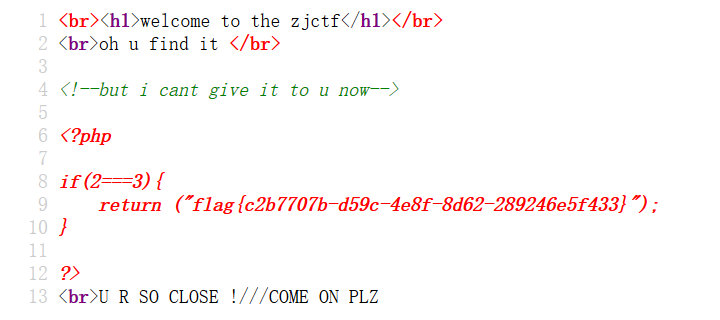 1 <br><h1>welcome to the zjctf</h1></br>
2 <br>oh u find it </br>
3
4 <!--but i cant give it to u now-->
5
6 <?php
7
8 if(2===3){
9     return ("flag{c2b7707b-d59c-4e8f-8d62-289246e5f433}");
10 }
11
12 ?>
13 <br>U R SO CLOSE !///COME ON PLZ